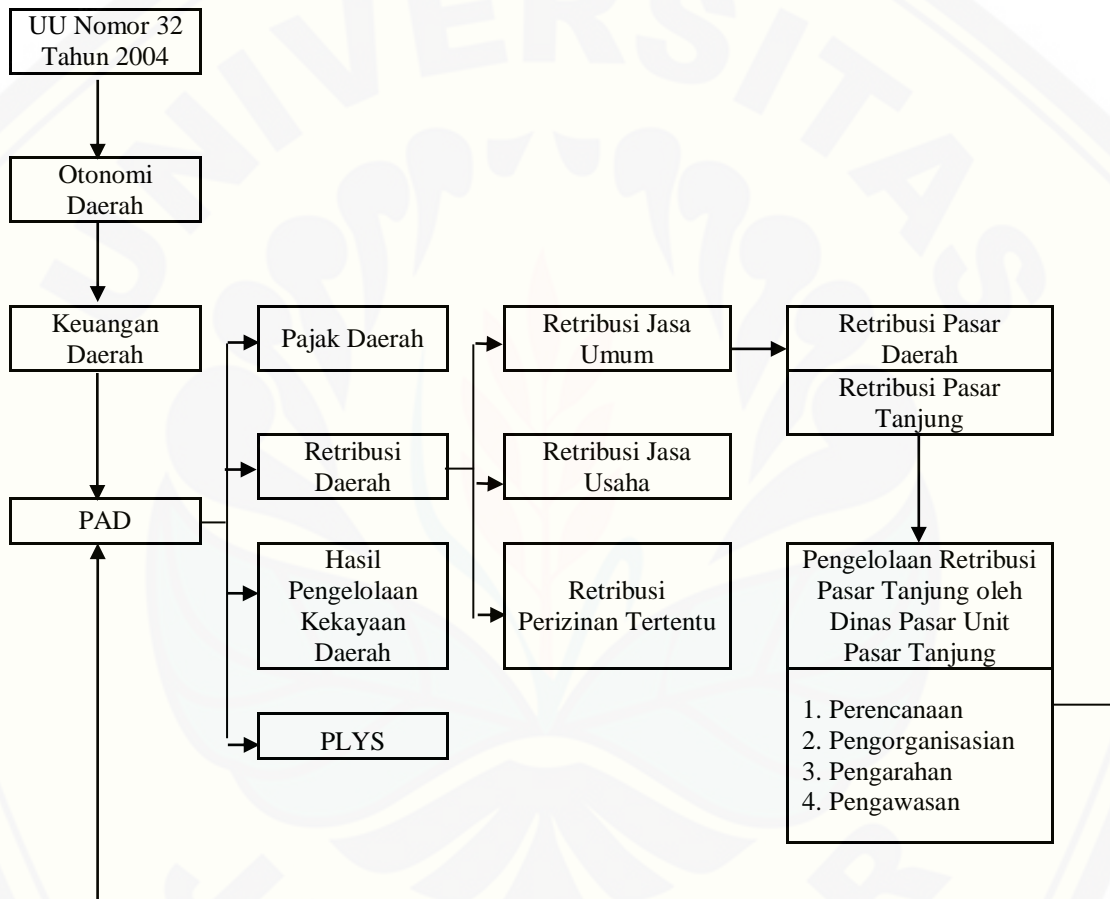 UU Nomor 32
Tahun 2004
Otonomi
Daerah
Keuangan
Daerah
PAD
Pajak Daerah
Retribusi
Daerah
Hasil
Pengelolaan
Kekayaan
Daerah
PLYS
Retribusi Jasa
Umum
Retribusi Jasa
Usaha
Retribusi
Perizinan Tertentu
Retribusi Pasar
Daerah
Retribusi Pasar
Tanjung
Pengelolaan Retribusi
Pasar Tanjung oleh
Dinas Pasar Unit
Pasar Tanjung
1. Perencanaan
2. Pengorganisasian
3. Pengarahan
4. Pengawasan
UNIVERSITAS